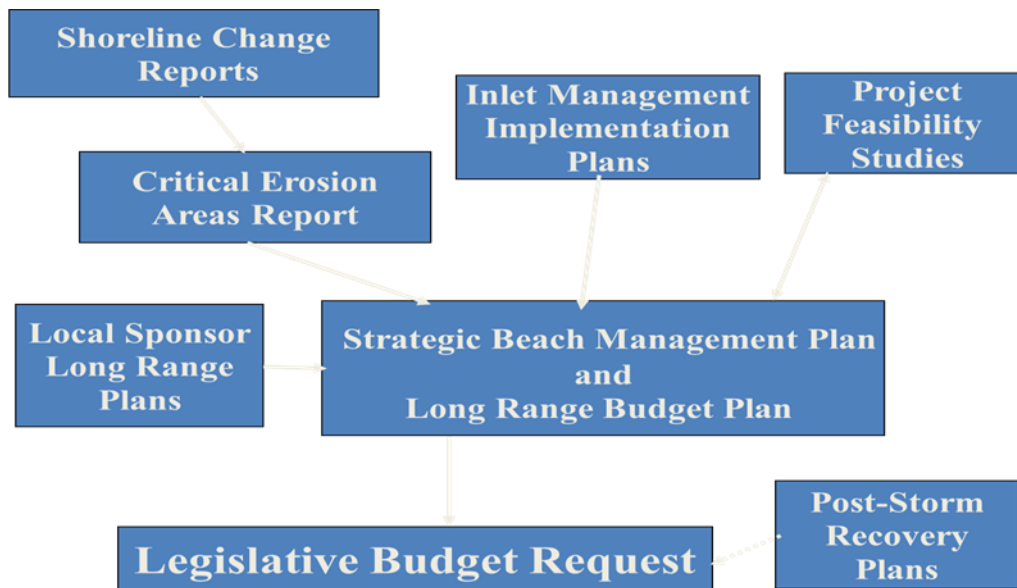 Shoreline Change
Reports
Inlet Management
Implementation
Plans
Project
Feasibility
Studies
Critical Erosion
Areas Report
Local Sponsor
Long Range
Plans
Strategic Beach Management Plan
and
Long Range Budget Plan
Post-Storm
Recovery
Plans
Legislative Budget Request